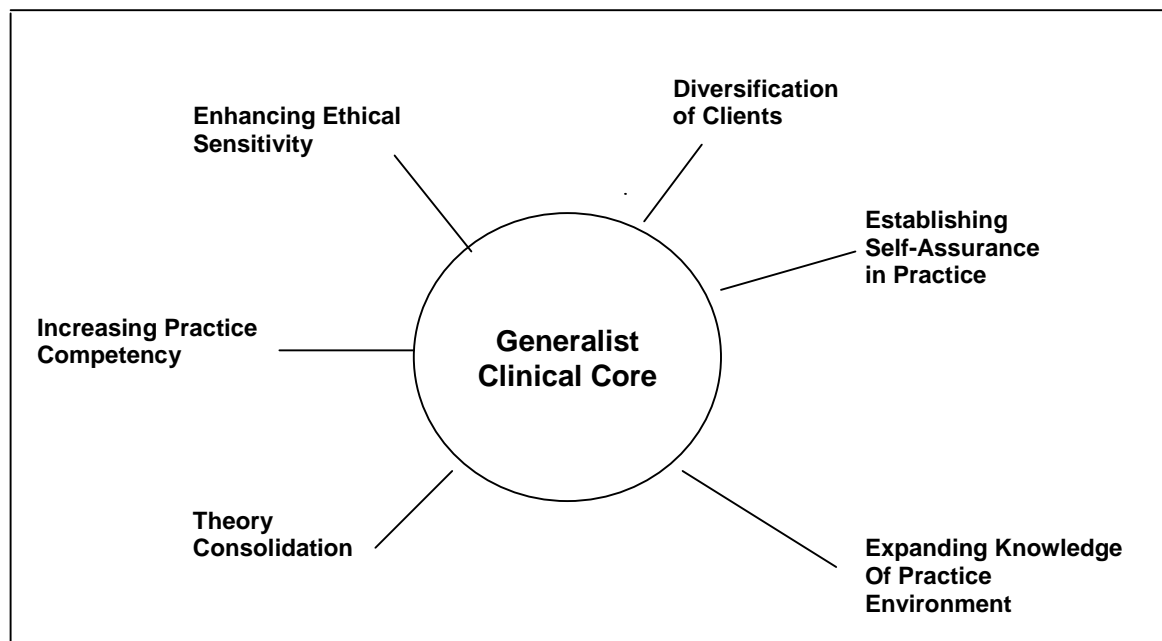 Enhancing Ethical
Sensitivity
Diversification
of Clients
Establishing
Self-Assurance
in Practice
Increasing Practice
Competency
Generalist
Clinical Core
Theory
Consolidation
Expanding Knowledge
Of Practice
Environment